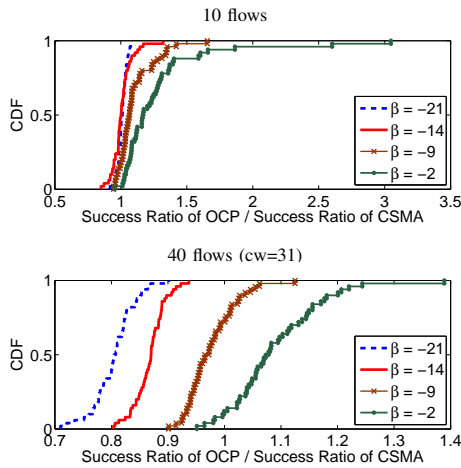 10 flows
1
0.5
0
CDF
β = −21
β = −14
β = −9
β = −2
0.5 1 1.5 2 2.5 3 3.5
Success Ratio of OCP / Success Ratio of CSMA
40 flows (cw=31)
1
0.5
0
CDF
β = −21
β = −14
β = −9
β = −2
0.7 0.8 0.9 1 1.1 1.2 1.3 1.4
Success Ratio of OCP / Success Ratio of CSMA